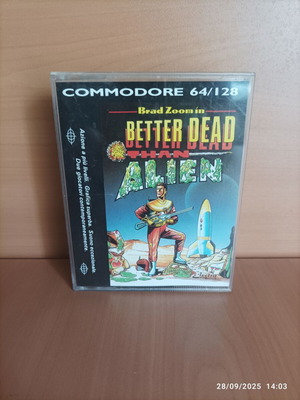 COMMODORE 64/128
Brad Zoom in
BETTER DEAD
THAN
ALIEN
Azione a più livelli. Grafica superba. Suono eccezionale.
Due giocatori contemporaneamente.
28/09/2025 14:03